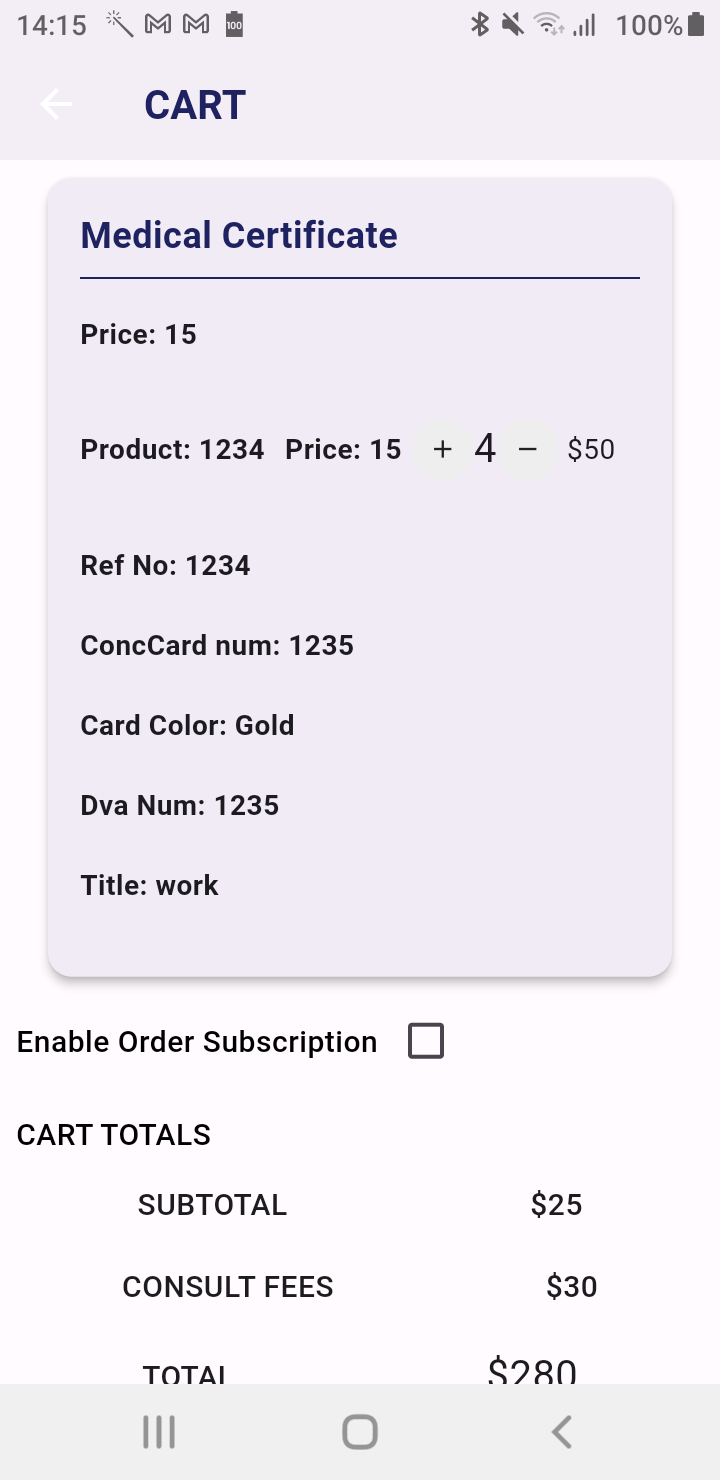 14:15 100 100%
CART
Medical Certificate
Price: 15
Product: 1234 Price: 15 + 4 − $50
Ref No: 1234
ConcCard num: 1235
Card Color: Gold
Dva Num: 1235
Title: work
Enable Order Subscription
CART TOTALS
SUBTOTAL $25
CONSULT FEES $30
TOTAL $280